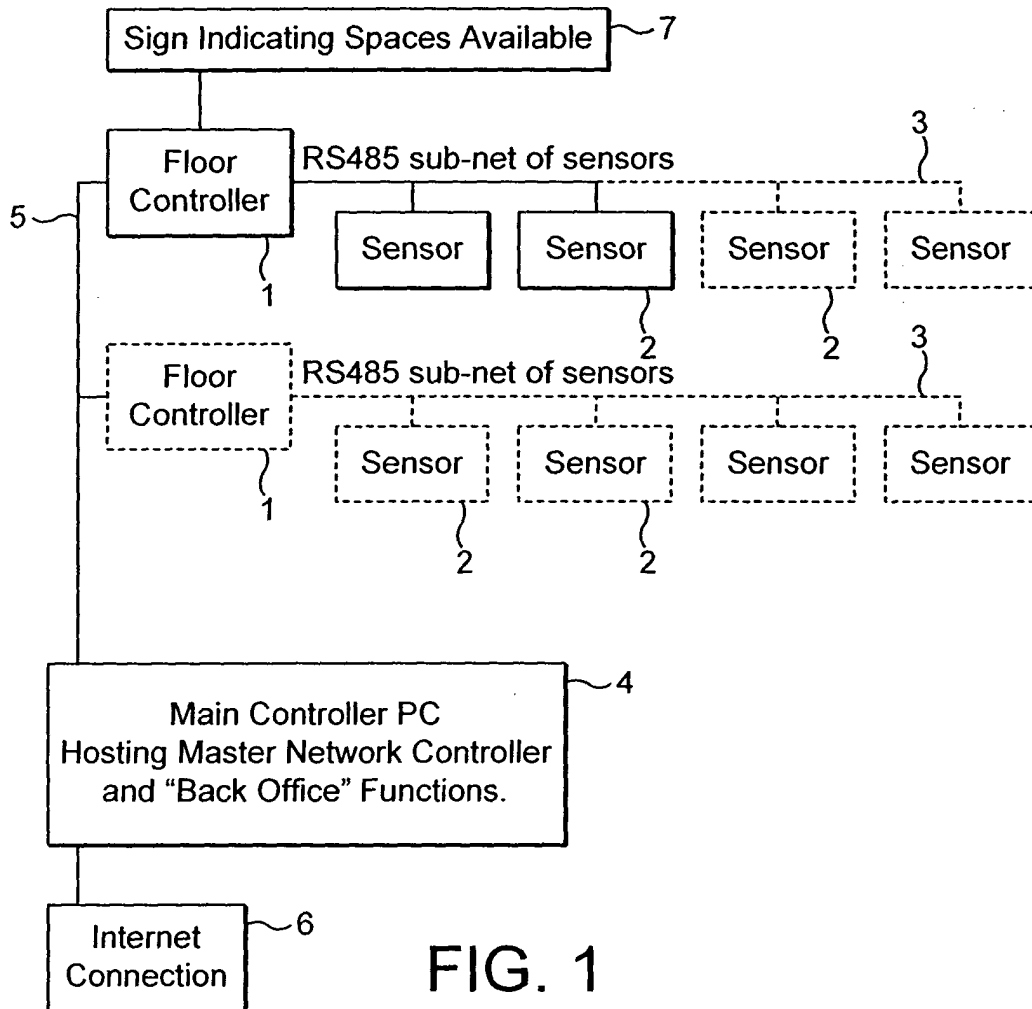 Sign Indicating Spaces Available
7
Floor
Controller
RS485 sub-net of sensors
3
5
1
Sensor
Sensor
Sensor
Sensor
2
2
Floor
Controller
RS485 sub-net of sensors
3
1
Sensor
Sensor
Sensor
Sensor
2
2
Main Controller PC
Hosting Master Network Controller
and “Back Office” Functions.
4
Internet
Connection
6
FIG. 1